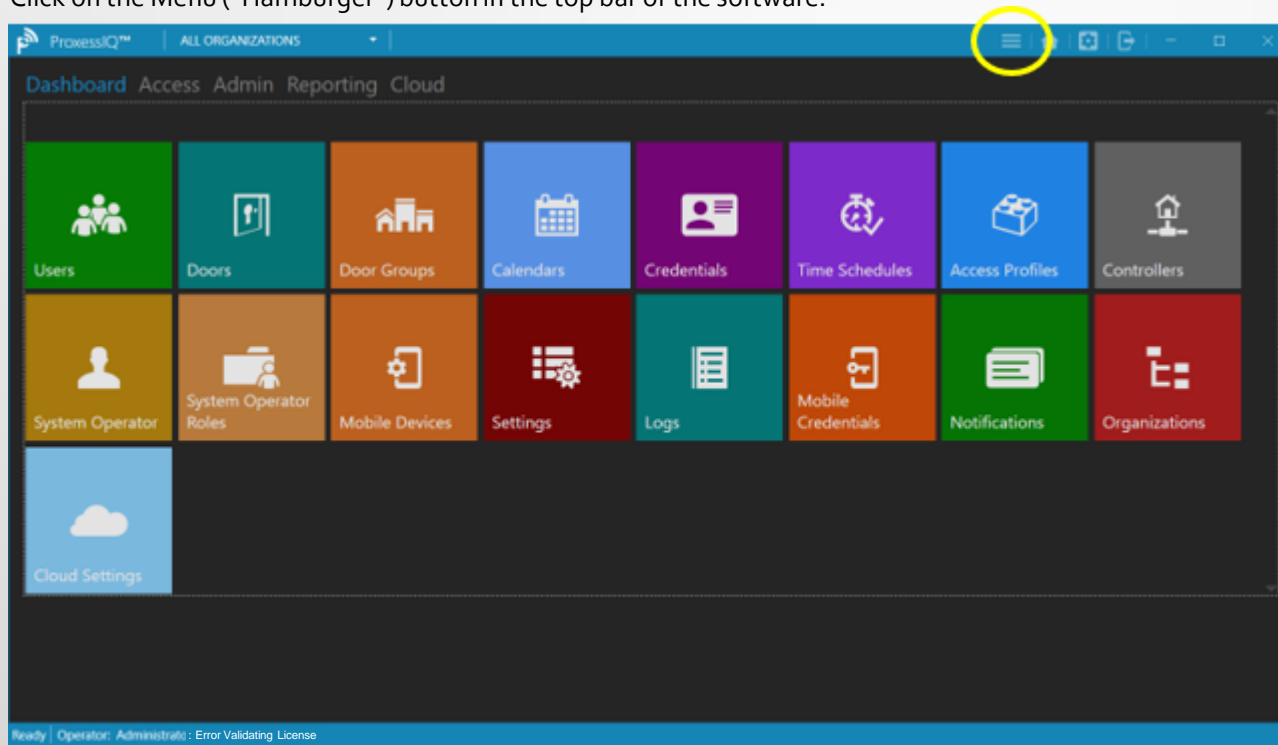 Click on the Menu ("Hamburger") button in the top bar of the software.
ProxessIQ™ ALL ORGANIZATIONS
Dashboard Access Admin Reporting Cloud
Users Doors Door Groups Calendars Credentials Time Schedules Access Profiles Controllers
System Operator
System Operator
Roles
Mobile Devices
Settings
Logs
Mobile
Credentials
Notifications
Organizations
Cloud Settings
Ready Operator: Administrato : Error Validating License